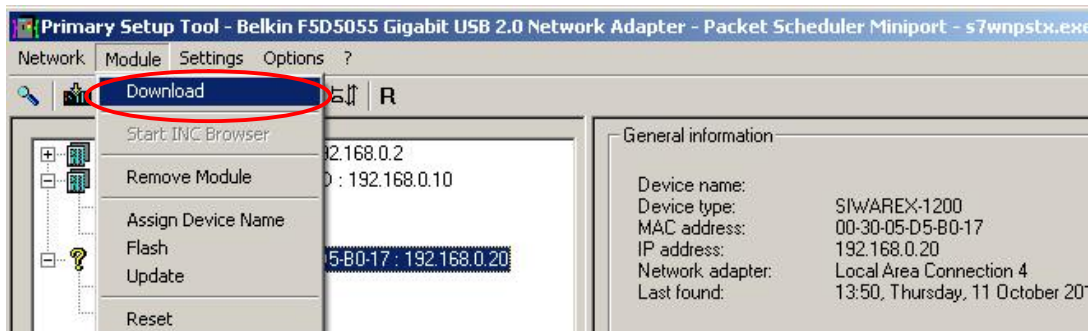 Primary Setup Tool - Belkin F5D5055 Gigabit USB 2.0 Network Adapter - Packet Scheduler Miniport - s7wnpstx.exe
Network Module Settings Options ?
R
Download
Start INC Browser
Remove Module
Assign Device Name
Flash
Update
Reset
192.168.0.2
: 192.168.0.10
5-B0-17 : 192.168.0.20
General information
Device name:
Device type: SIWAREX-1200
MAC address: 00-30-05-D5-B0-17
IP address: 192.168.0.20
Network adapter: Local Area Connection 4
Last found: 13:50, Thursday, 11 October 201